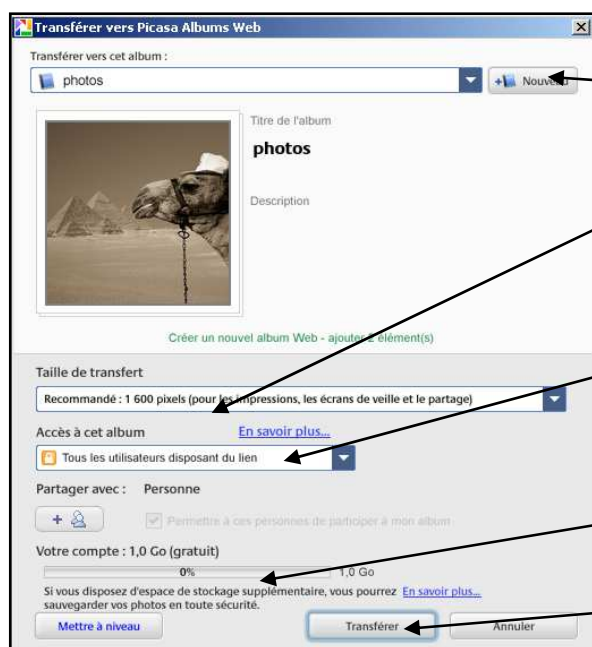 Transférer vers Picasa Albums Web
Transférer vers cet album :
photos
Nouveau
Titre de l'album
photos
Description
Créer un nouvel album Web - ajouter 2 élément(s)
Taille de transfert
Recommandé : 1 600 pixels (pour les impressions, les écrans de veille et le partage)
Accès à cet album En savoir plus...
Tous les utilisateurs disposant du lien
Partager avec : Personne
Permettre à ces personnes de participer à mon album
Votre compte : 1,0 Go (gratuit)
0% 1,0 Go
Si vous disposez d'espace de stockage supplémentaire, vous pourrez En savoir plus...
sauvegarder vos photos en toute sécurité.
Mettre à niveau Transférer Annuler